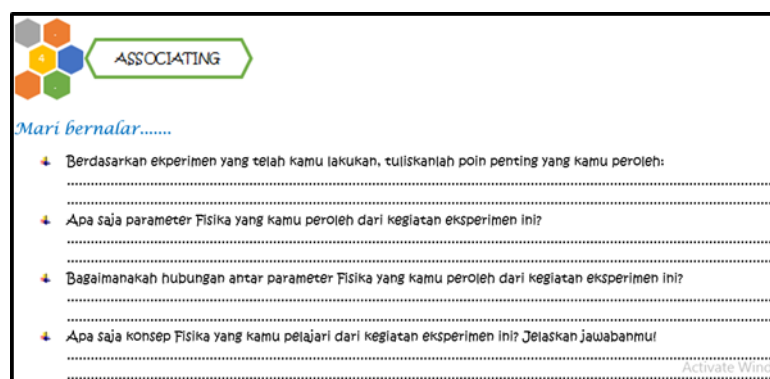 4
ASSOCIATING
Mari bernalar.......
Berdasarkan ekperimen yang telah kamu lakukan, tuliskanlah poin penting yang kamu peroleh:
Apa saja parameter Fisika yang kamu peroleh dari kegiatan eksperimen ini?
Bagaimanakah hubungan antar parameter Fisika yang kamu peroleh dari kegiatan eksperimen ini?
Apa saja konsep Fisika yang kamu pelajari dari kegiatan eksperimen ini? Jelaskan jawabanmu!
Activate Wind